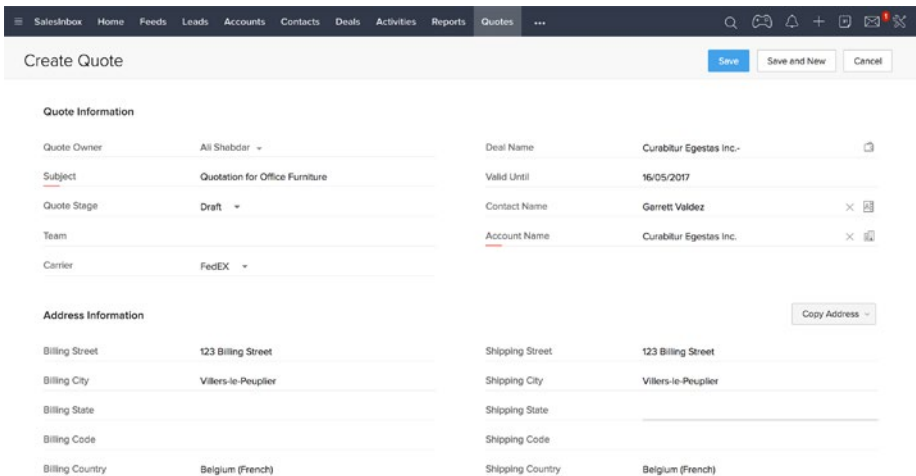 SalesInbox Home Feeds Leads Accounts Contacts Deals Activities Reports Quotes ... 1
Create Quote Save Save and New Cancel
Quote Information
Quote Owner Ali Shabdar Deal Name Curabitur Egestas Inc.-
Subject Quotation for Office Furniture Valid Until 16/05/2017
Quote Stage Draft Contact Name Garrett Valdez
Team Account Name Curabitur Egestas Inc.
Carrier FedEX
Address Information Copy Address
Billing Street 123 Billing Street Shipping Street 123 Billing Street
Billing City Villers-le-Peuplier Shipping City Villers-le-Peuplier
Billing State Shipping State
Billing Code Shipping Code
Billing Country Belgium (French) Shipping Country Belgium (French)